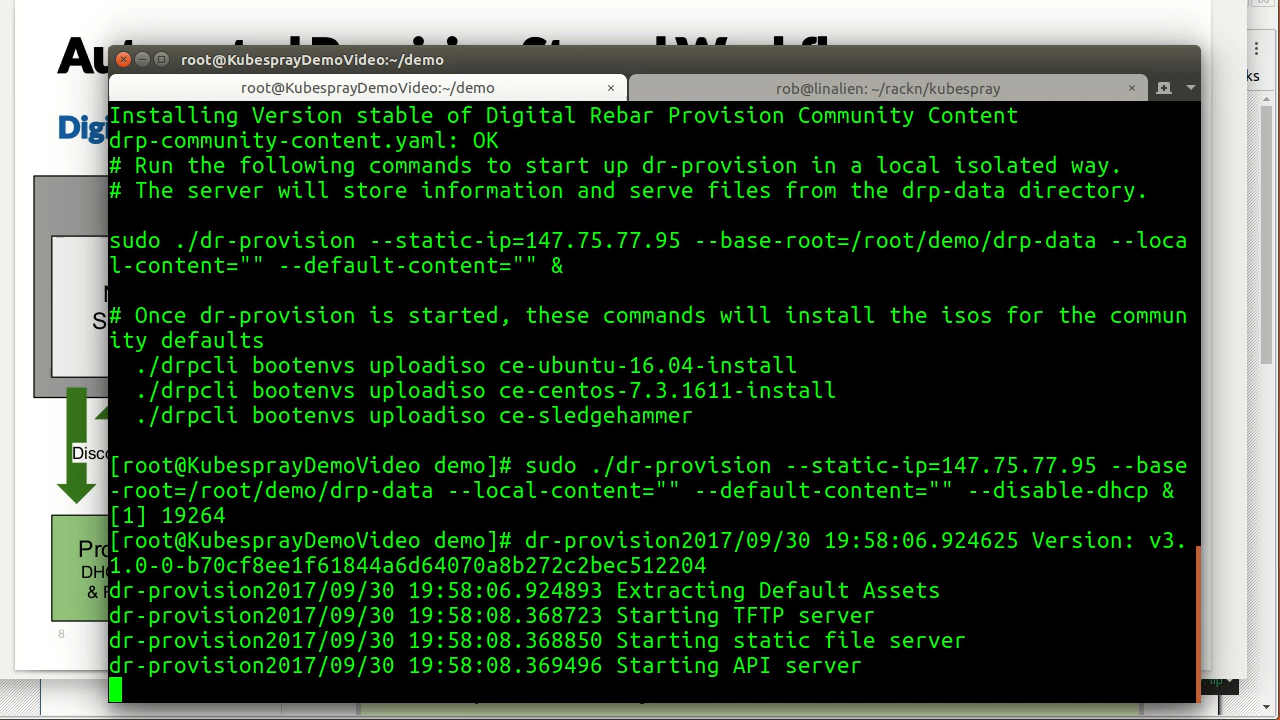 root@KubesprayDemoVideo:~/demo
root@KubesprayDemoVideo:~/demo ×
rob@linalien: ~/rackn/kubespray ×
Installing Version stable of Digital Rebar Provision Community Content
drp-community-content.yaml: OK
# Run the following commands to start up dr-provision in a local isolated way.
# The server will store information and serve files from the drp-data directory.
sudo ./dr-provision --static-ip=147.75.77.95 --base-root=/root/demo/drp-data --loca
l-content="" --default-content="" &
# Once dr-provision is started, these commands will install the isos for the commun
ity defaults
./drpcli bootenvs uploadiso ce-ubuntu-16.04-install
./drpcli bootenvs uploadiso ce-centos-7.3.1611-install
./drpcli bootenvs uploadiso ce-sledgehammer
[root@KubesprayDemoVideo demo]# sudo ./dr-provision --static-ip=147.75.77.95 --base
-root=/root/demo/drp-data --local-content="" --default-content="" --disable-dhcp &
[1] 19264
[root@KubesprayDemoVideo demo]# dr-provision2017/09/30 19:58:06.924625 Version: v3.
1.0-0-b70cf8ee1f61844a6d64070a8b272c2bec512204
dr-provision2017/09/30 19:58:06.924893 Extracting Default Assets
dr-provision2017/09/30 19:58:08.368723 Starting TFTP server
dr-provision2017/09/30 19:58:08.368850 Starting static file server
dr-provision2017/09/30 19:58:08.369496 Starting API server
8